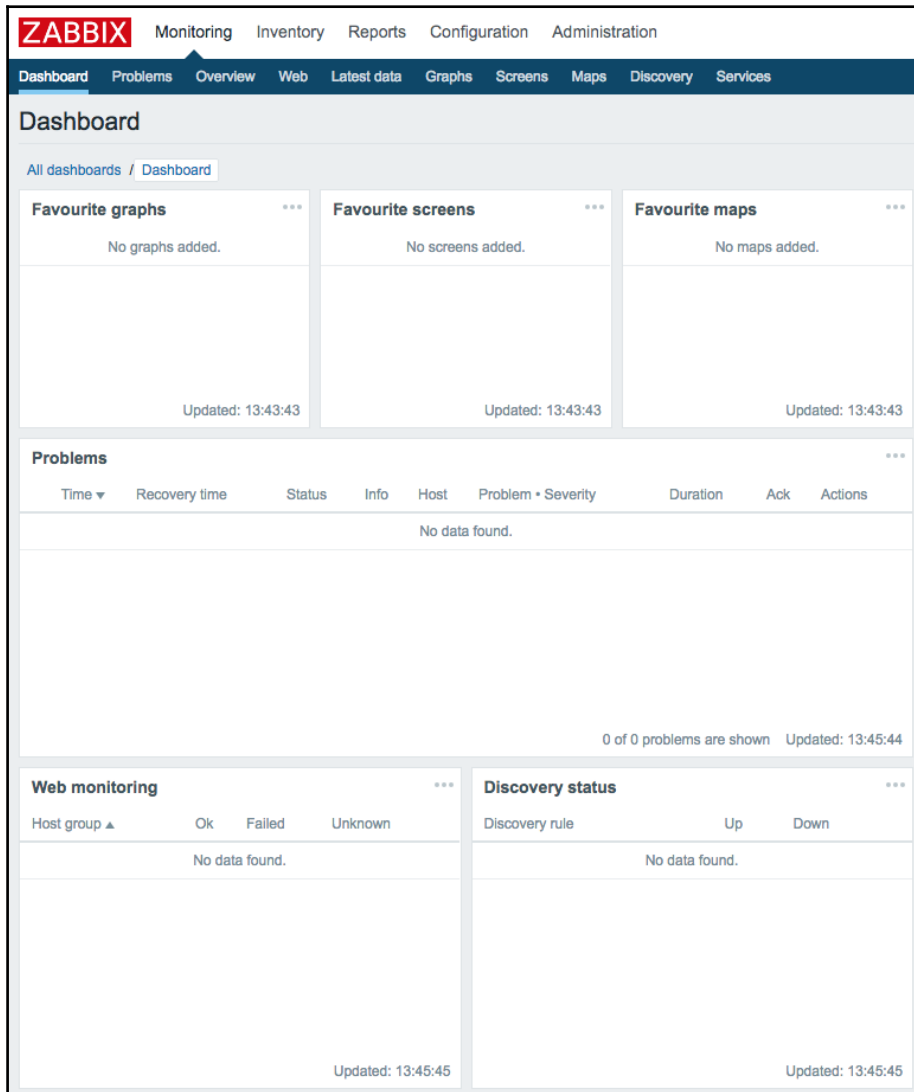 ZABBIX Monitoring Inventory Reports Configuration Administration
Dashboard Problems Overview Web Latest data Graphs Screens Maps Discovery Services
Dashboard
All dashboards / Dashboard
Favourite graphs
No graphs added.
Updated: 13:43:43
Favourite screens
No screens added.
Updated: 13:43:43
Favourite maps
No maps added.
Updated: 13:43:43
Problems
Time ▼ Recovery time Status Info Host Problem • Severity Duration Ack Actions
No data found.
0 of 0 problems are shown Updated: 13:45:44
Web monitoring
Host group ▲ Ok Failed Unknown
No data found.
Updated: 13:45:45
Discovery status
Discovery rule Up Down
No data found.
Updated: 13:45:45